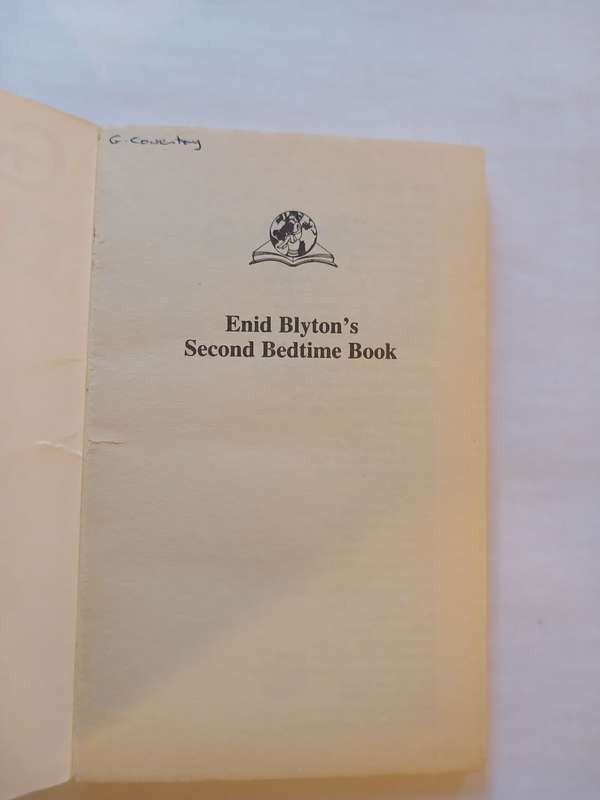 G. Coventry
Enid Blyton's
Second Bedtime Book